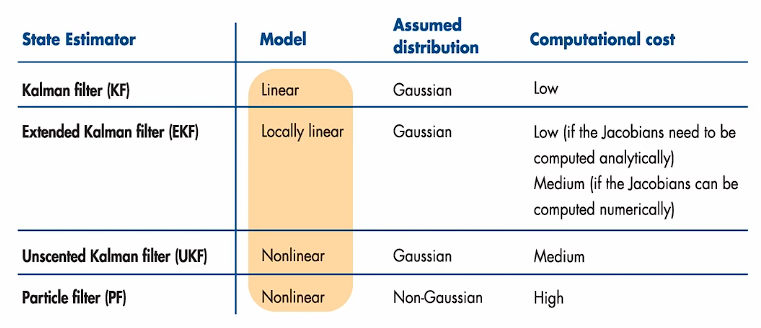 State Estimator Model Assumed distribution Computational cost
Kalman filter (KF) Linear Gaussian Low
Extended Kalman filter (EKF) Locally linear Gaussian Low (if the Jacobians need to be
computed analytically)
Medium (if the Jacobians can be
computed numerically)
Unscented Kalman filter (UKF) Nonlinear Gaussian Medium
Particle filter (PF) Nonlinear Non-Gaussian High